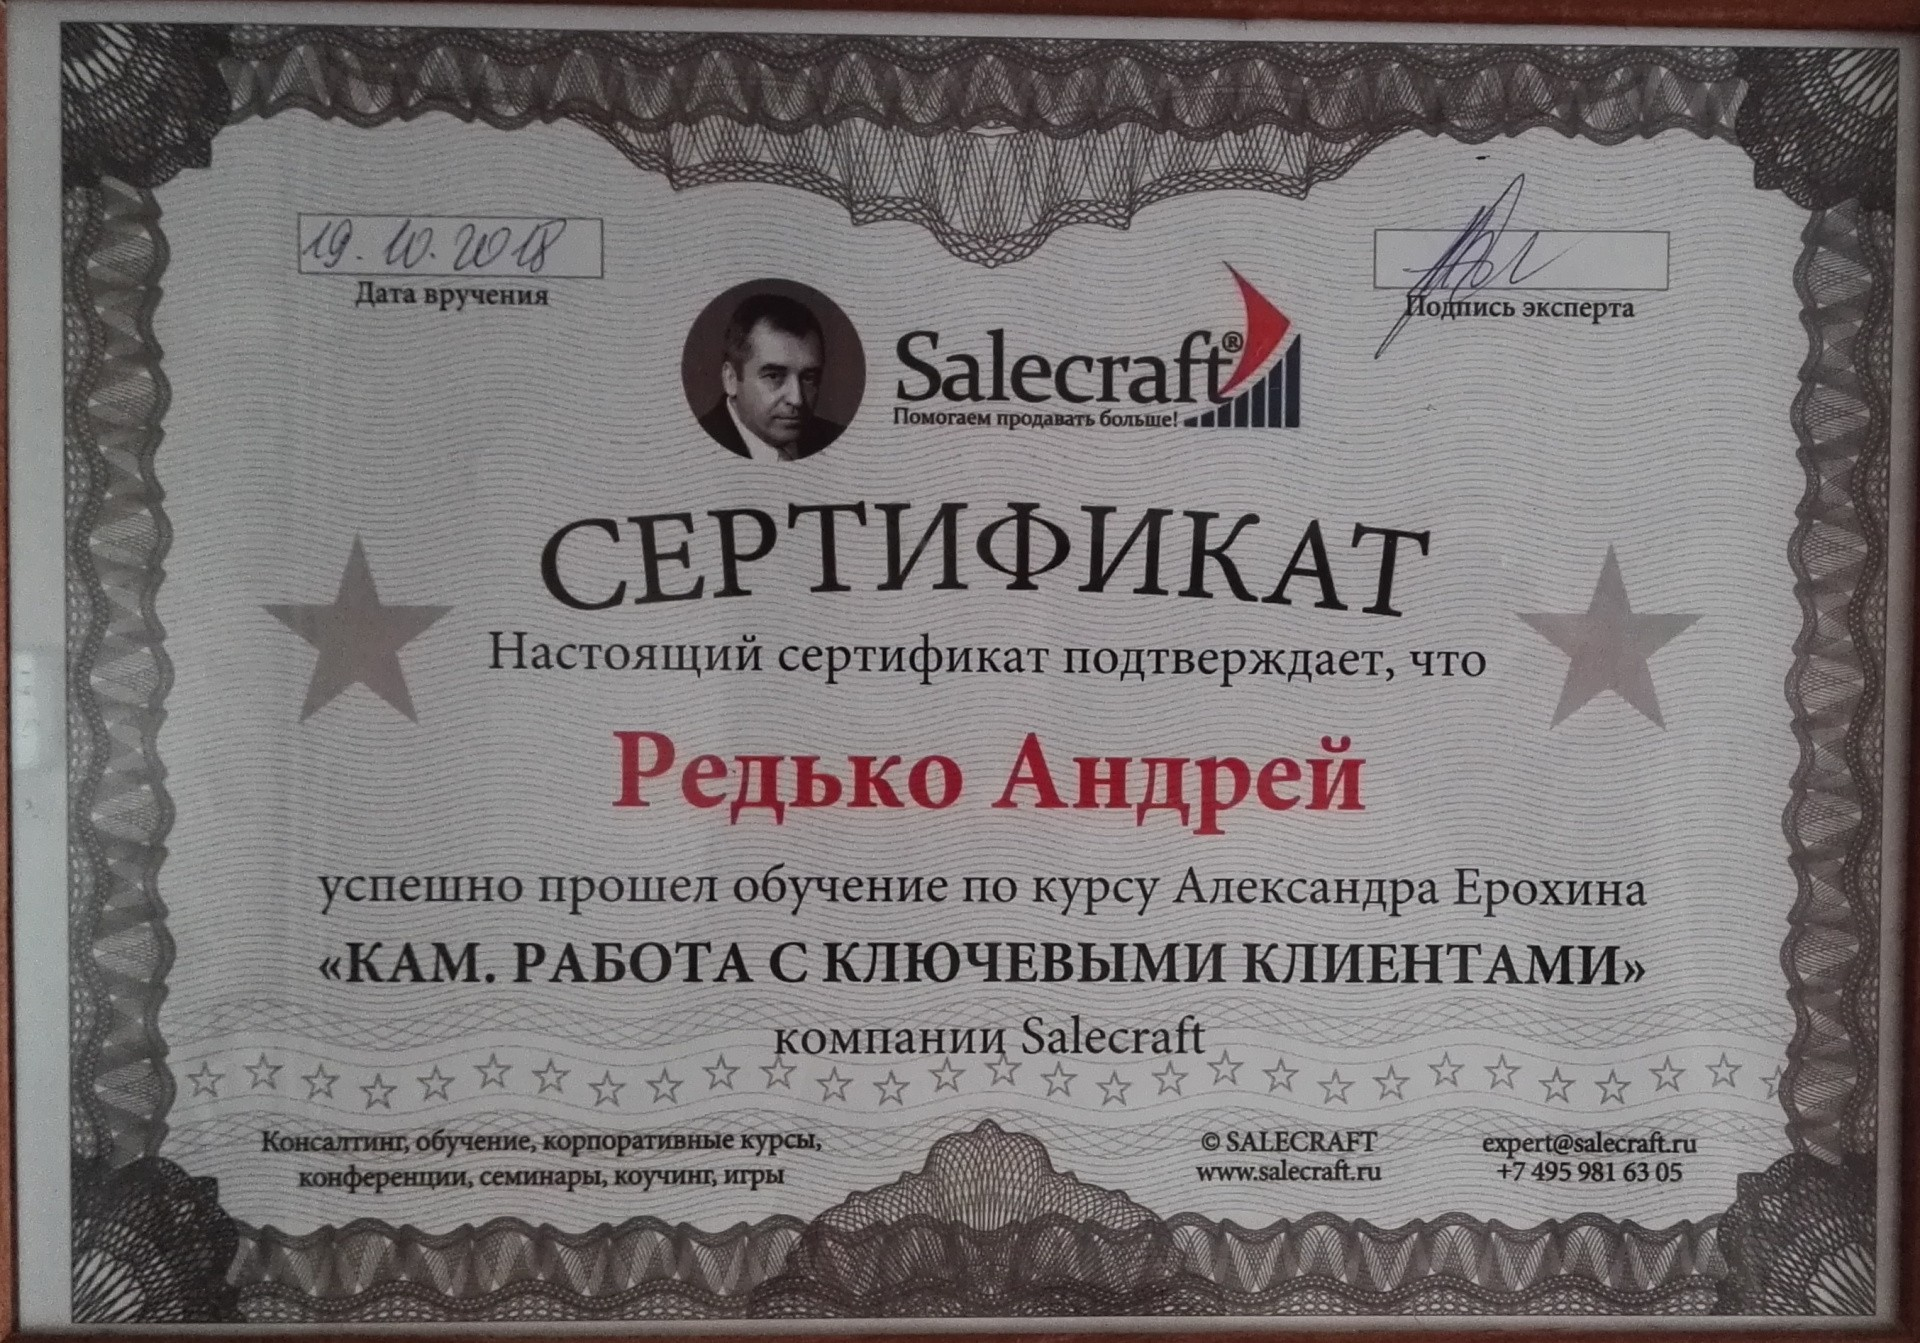 19.10.2018
Дата вручения
Подпись эксперта
Salecraft®
Помогаем продавать больше!
СЕРТИФИКАТ
Настоящий сертификат подтверждает, что
Редько Андрей
успешно прошел обучение по курсу Александра Ерохина
«КАМ. РАБОТА С КЛЮЧЕВЫМИ КЛИЕНТАМИ»
компании Salecraft
Консалтинг, обучение, корпоративные курсы,
конференции, семинары, коучинг, игры
© SALECRAFT
www.salecraft.ru
expert@salecraft.ru
+7 495 981 63 05